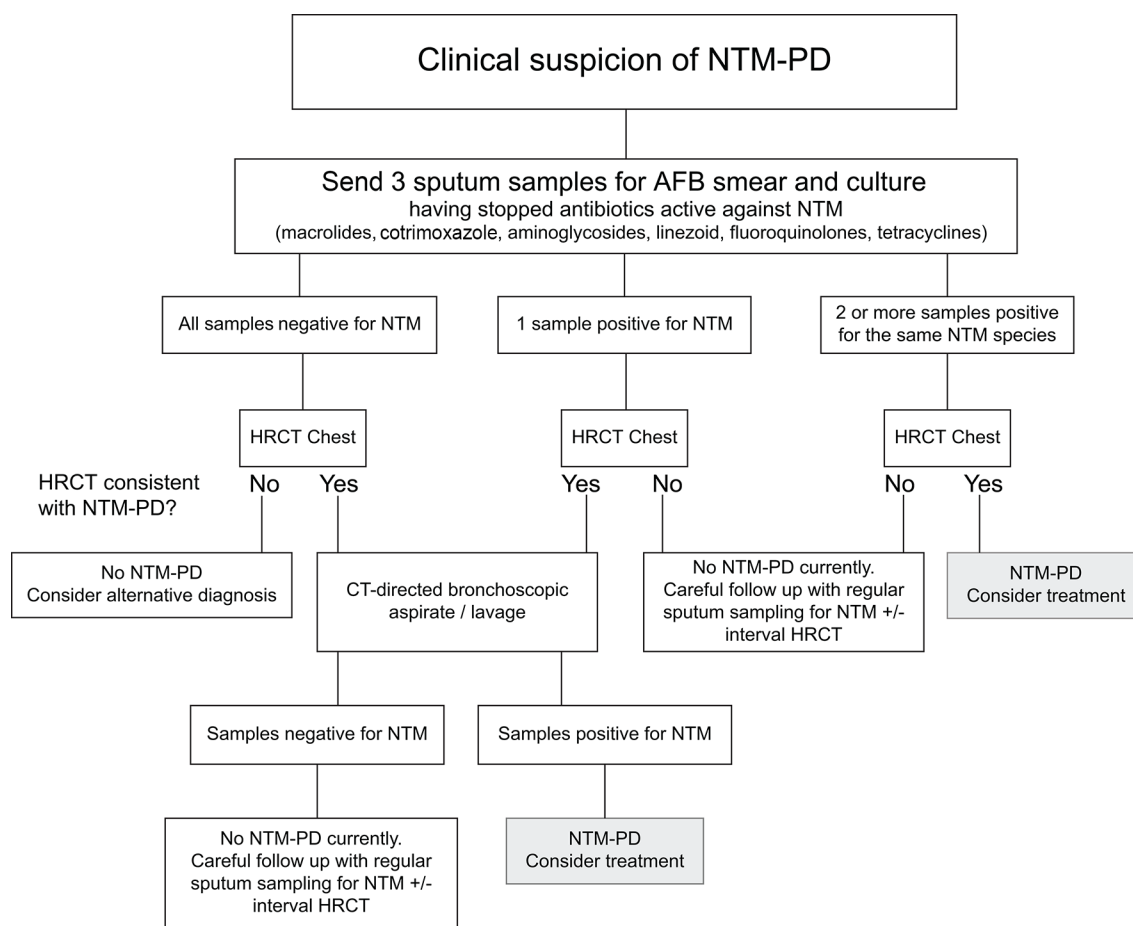 Clinical suspicion of NTM-PD
Send 3 sputum samples for AFB smear and culture
having stopped antibiotics active against NTM
(macrolides, cotrimoxazole, aminoglycosides, linezoid, fluoroquinolones, tetracyclines)
All samples negative for NTM
1 sample positive for NTM
2 or more samples positive
for the same NTM species
HRCT Chest
HRCT Chest
HRCT Chest
HRCT consistent
with NTM-PD?
No
Yes
Yes
No
No
Yes
No NTM-PD
Consider alternative diagnosis
CT-directed bronchoscopic
aspirate / lavage
No NTM-PD currently.
Careful follow up with regular
sputum sampling for NTM +/-
interval HRCT
NTM-PD
Consider treatment
Samples negative for NTM
Samples positive for NTM
No NTM-PD currently.
Careful follow up with regular
sputum sampling for NTM +/-
interval HRCT
NTM-PD
Consider treatment